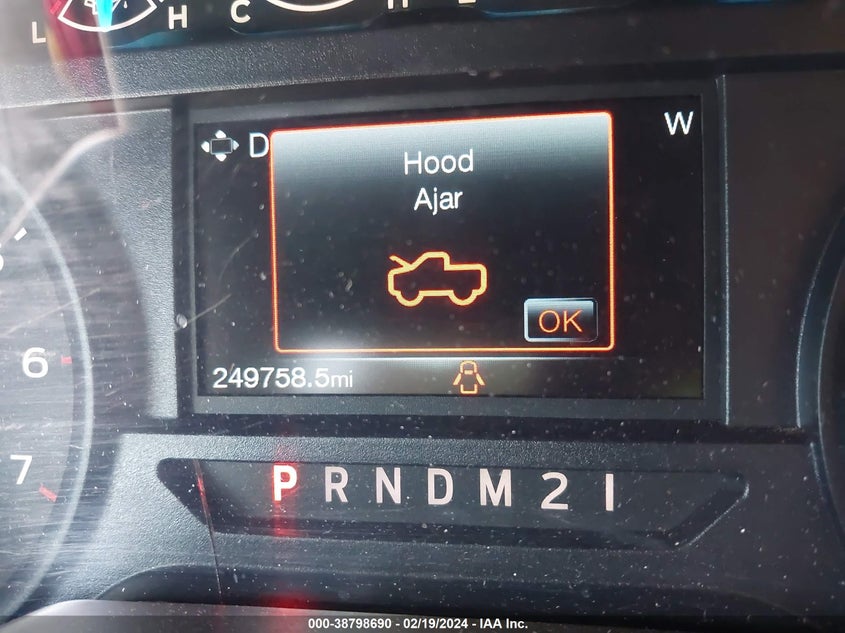 L H C H
D
W
Hood
Ajar
OK
6
249758.5mi
7
P R N D M 2 1
000-38798690 - 02/19/2024 - IAA Inc.